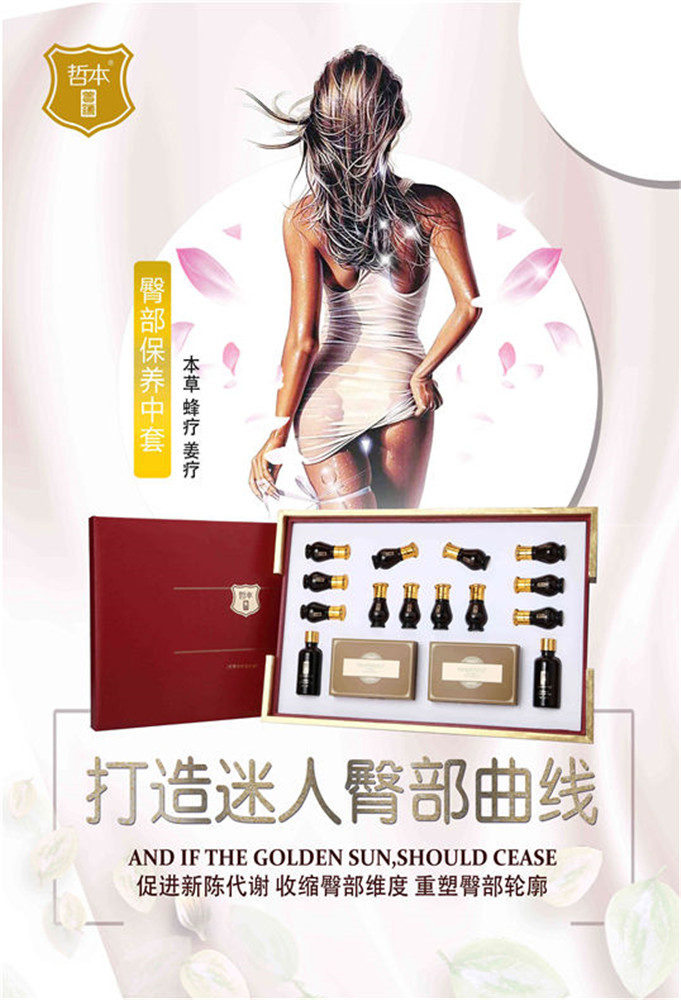 哲本®
臀部保养中套
本草 蜂疗 姜疗
哲本
打造迷人臀部曲线
AND IF THE GOLDEN SUN,SHOULD CEASE
促进新陈代谢 收缩臀部维度 重塑臀部轮廓